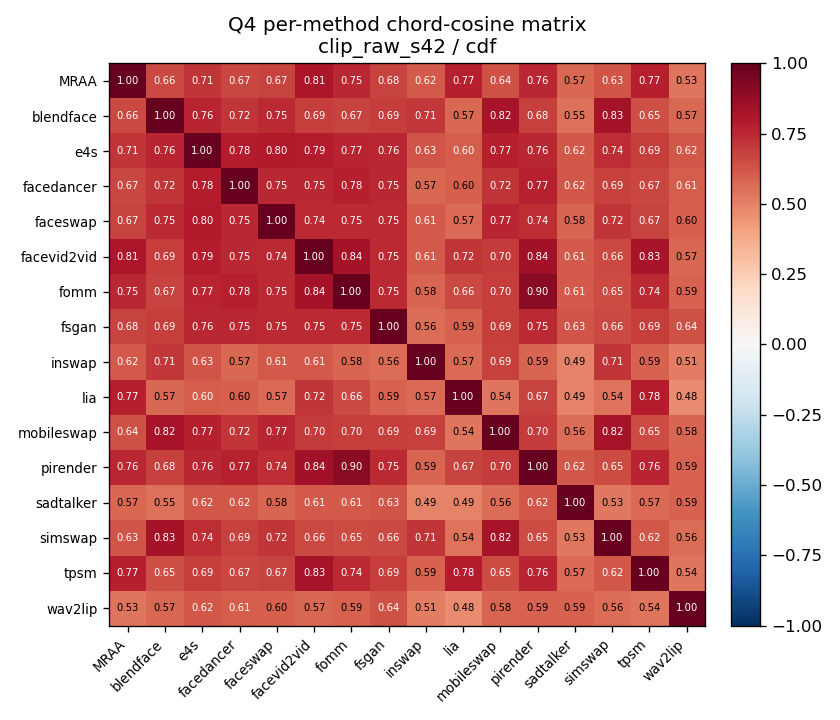 Q4 per-method chord-cosine matrix
clip_raw_s42 / cdf
MRAA 1.00 0.66 0.71 0.67 0.67 0.81 0.75 0.68 0.62 0.77 0.64 0.76 0.57 0.63 0.77 0.53
blendface 0.66 1.00 0.76 0.72 0.75 0.69 0.67 0.69 0.71 0.57 0.82 0.68 0.55 0.83 0.65 0.57
e4s 0.71 0.76 1.00 0.78 0.80 0.79 0.77 0.76 0.63 0.60 0.77 0.76 0.62 0.74 0.69 0.62
facedancer 0.67 0.72 0.78 1.00 0.75 0.75 0.78 0.75 0.57 0.60 0.72 0.77 0.62 0.69 0.67 0.61
faceswap 0.67 0.75 0.80 0.75 1.00 0.74 0.75 0.75 0.61 0.57 0.77 0.74 0.58 0.72 0.67 0.60
facevid2vid 0.81 0.69 0.79 0.75 0.74 1.00 0.84 0.75 0.61 0.72 0.70 0.84 0.61 0.66 0.83 0.57
fomm 0.75 0.67 0.77 0.78 0.75 0.84 1.00 0.75 0.58 0.66 0.70 0.90 0.61 0.65 0.74 0.59
fsgan 0.68 0.69 0.76 0.75 0.75 0.75 0.75 1.00 0.56 0.59 0.69 0.75 0.63 0.66 0.69 0.64
inswap 0.62 0.71 0.63 0.57 0.61 0.61 0.58 0.56 1.00 0.57 0.69 0.59 0.49 0.71 0.59 0.51
lia 0.77 0.57 0.60 0.60 0.57 0.72 0.66 0.59 0.57 1.00 0.54 0.67 0.49 0.54 0.78 0.48
mobileswap 0.64 0.82 0.77 0.72 0.77 0.70 0.70 0.69 0.69 0.54 1.00 0.70 0.56 0.82 0.65 0.58
pirender 0.76 0.68 0.76 0.77 0.74 0.84 0.90 0.75 0.59 0.67 0.70 1.00 0.62 0.65 0.76 0.59
sadtalker 0.57 0.55 0.62 0.62 0.58 0.61 0.61 0.63 0.49 0.49 0.56 0.62 1.00 0.53 0.57 0.59
simswap 0.63 0.83 0.74 0.69 0.72 0.66 0.65 0.66 0.71 0.54 0.82 0.65 0.53 1.00 0.62 0.56
tpsm 0.77 0.65 0.69 0.67 0.67 0.83 0.74 0.69 0.59 0.78 0.65 0.76 0.57 0.62 1.00 0.54
wav2lip 0.53 0.57 0.62 0.61 0.60 0.57 0.59 0.64 0.51 0.48 0.58 0.59 0.59 0.56 0.54 1.00
MRAA blendface e4s facedancer faceswap facevid2vid fomm fsgan inswap lia mobileswap pirender sadtalker simswap tpsm wav2lip
1.00
0.75
0.50
0.25
0.00
−0.25
−0.50
−0.75
−1.00